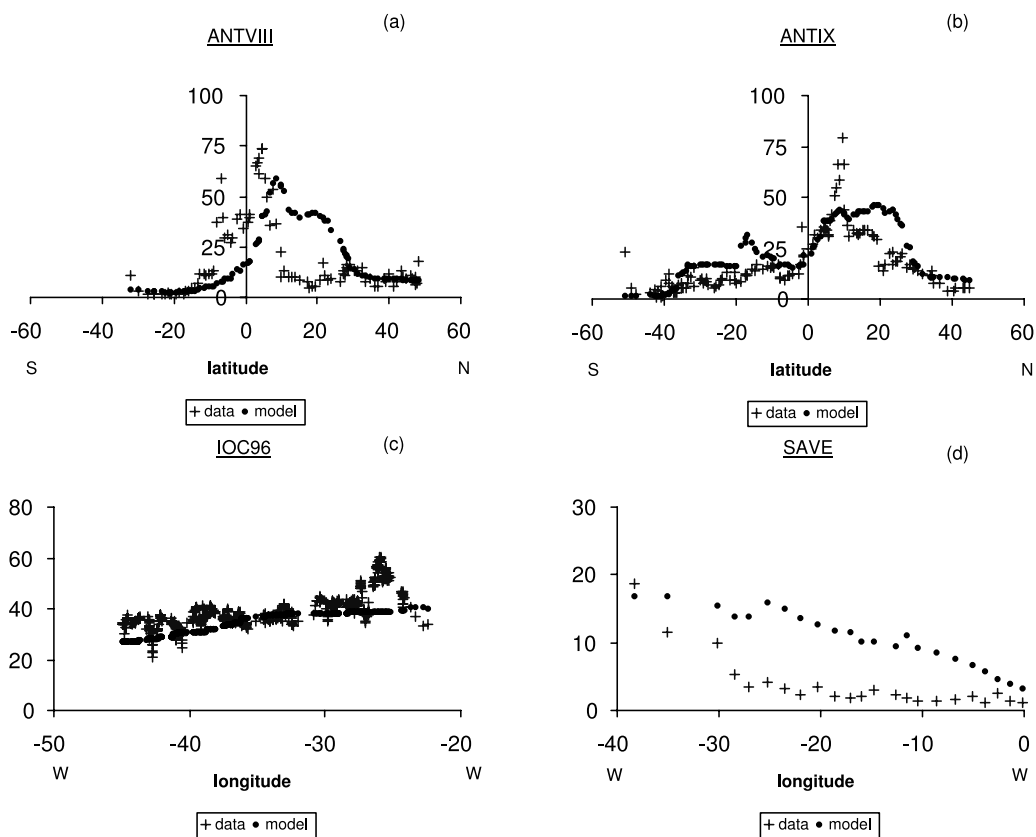 (a)
ANTVIII
100
75
50
25
0
-60 -40 -20 0 20 40 60
S latitude N
+ data • model
(b)
ANTIX
100
75
50
25
0
-60 -40 -20 0 20 40 60
S latitude N
+ data • model
(c)
IOC96
80
60
40
20
0
-50 -40 -30 -20
W longitude W
+ data • model
(d)
SAVE
30
20
10
0
-40 -30 -20 -10 0
W longitude W
+ data • model